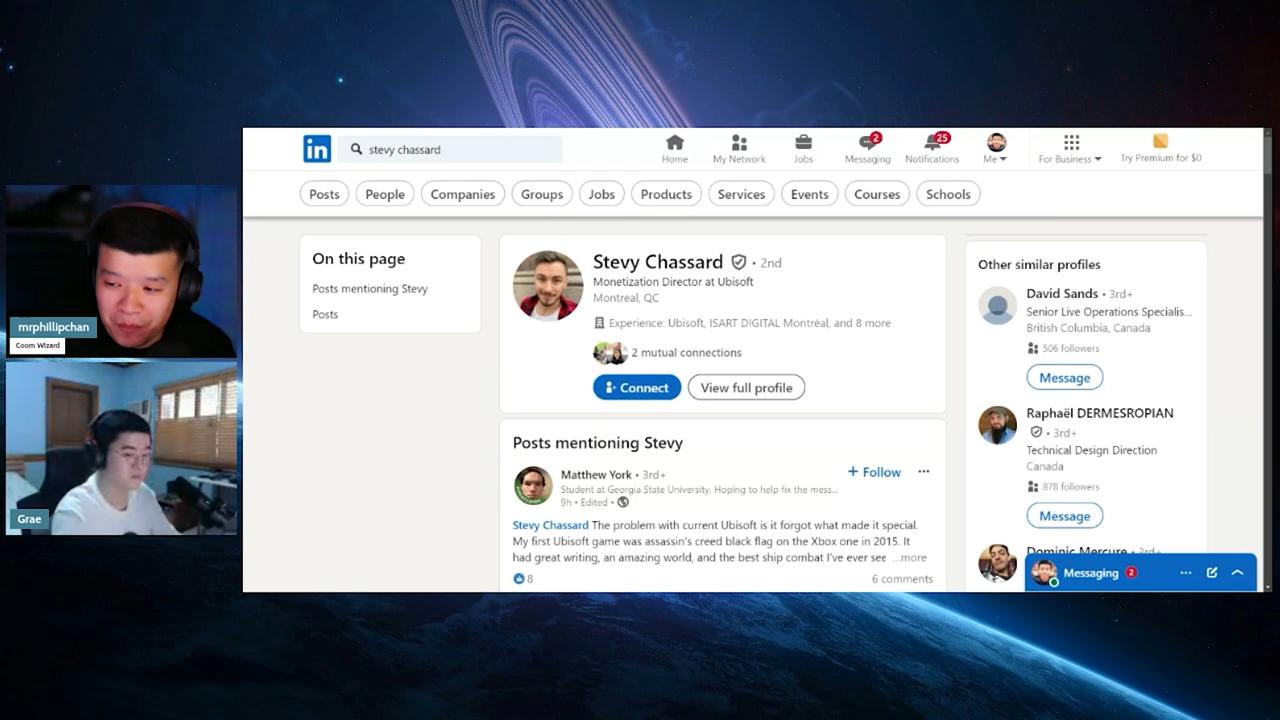 in
stevy chassard
Home
My Network
Jobs
2
Messaging
25
Notifications
Me
For Business
Try Premium for $0
Posts
People
Companies
Groups
Jobs
Products
Services
Events
Courses
Schools
mrphillipchan
Coom Wizard
Grae
On this page
Posts mentioning Stevy
Posts
Stevy Chassard • 2nd
Monetization Director at Ubisoft
Montreal, QC
Experience: Ubisoft, ISART DIGITAL Montréal, and 8 more
2 mutual connections
Connect
View full profile
Posts mentioning Stevy
Matthew York • 3rd+
Student at Georgia State University. Hoping to help fix the mess...
9h • Edited •
+ Follow
...
Stevy Chassard The problem with current Ubisoft is it forgot what made it special.
My first Ubisoft game was assassin's creed black flag on the Xbox one in 2015. It
had great writing, an amazing world, and the best ship combat I've ever see ...more
8
6 comments
Other similar profiles
David Sands • 3rd+
Senior Live Operations Specialis...
British Columbia, Canada
506 followers
Message
Raphaël DERMESROPIAN
• 3rd+
Technical Design Direction
Canada
878 followers
Message
Dominic Mercure • 3rd+
Messaging 2
...